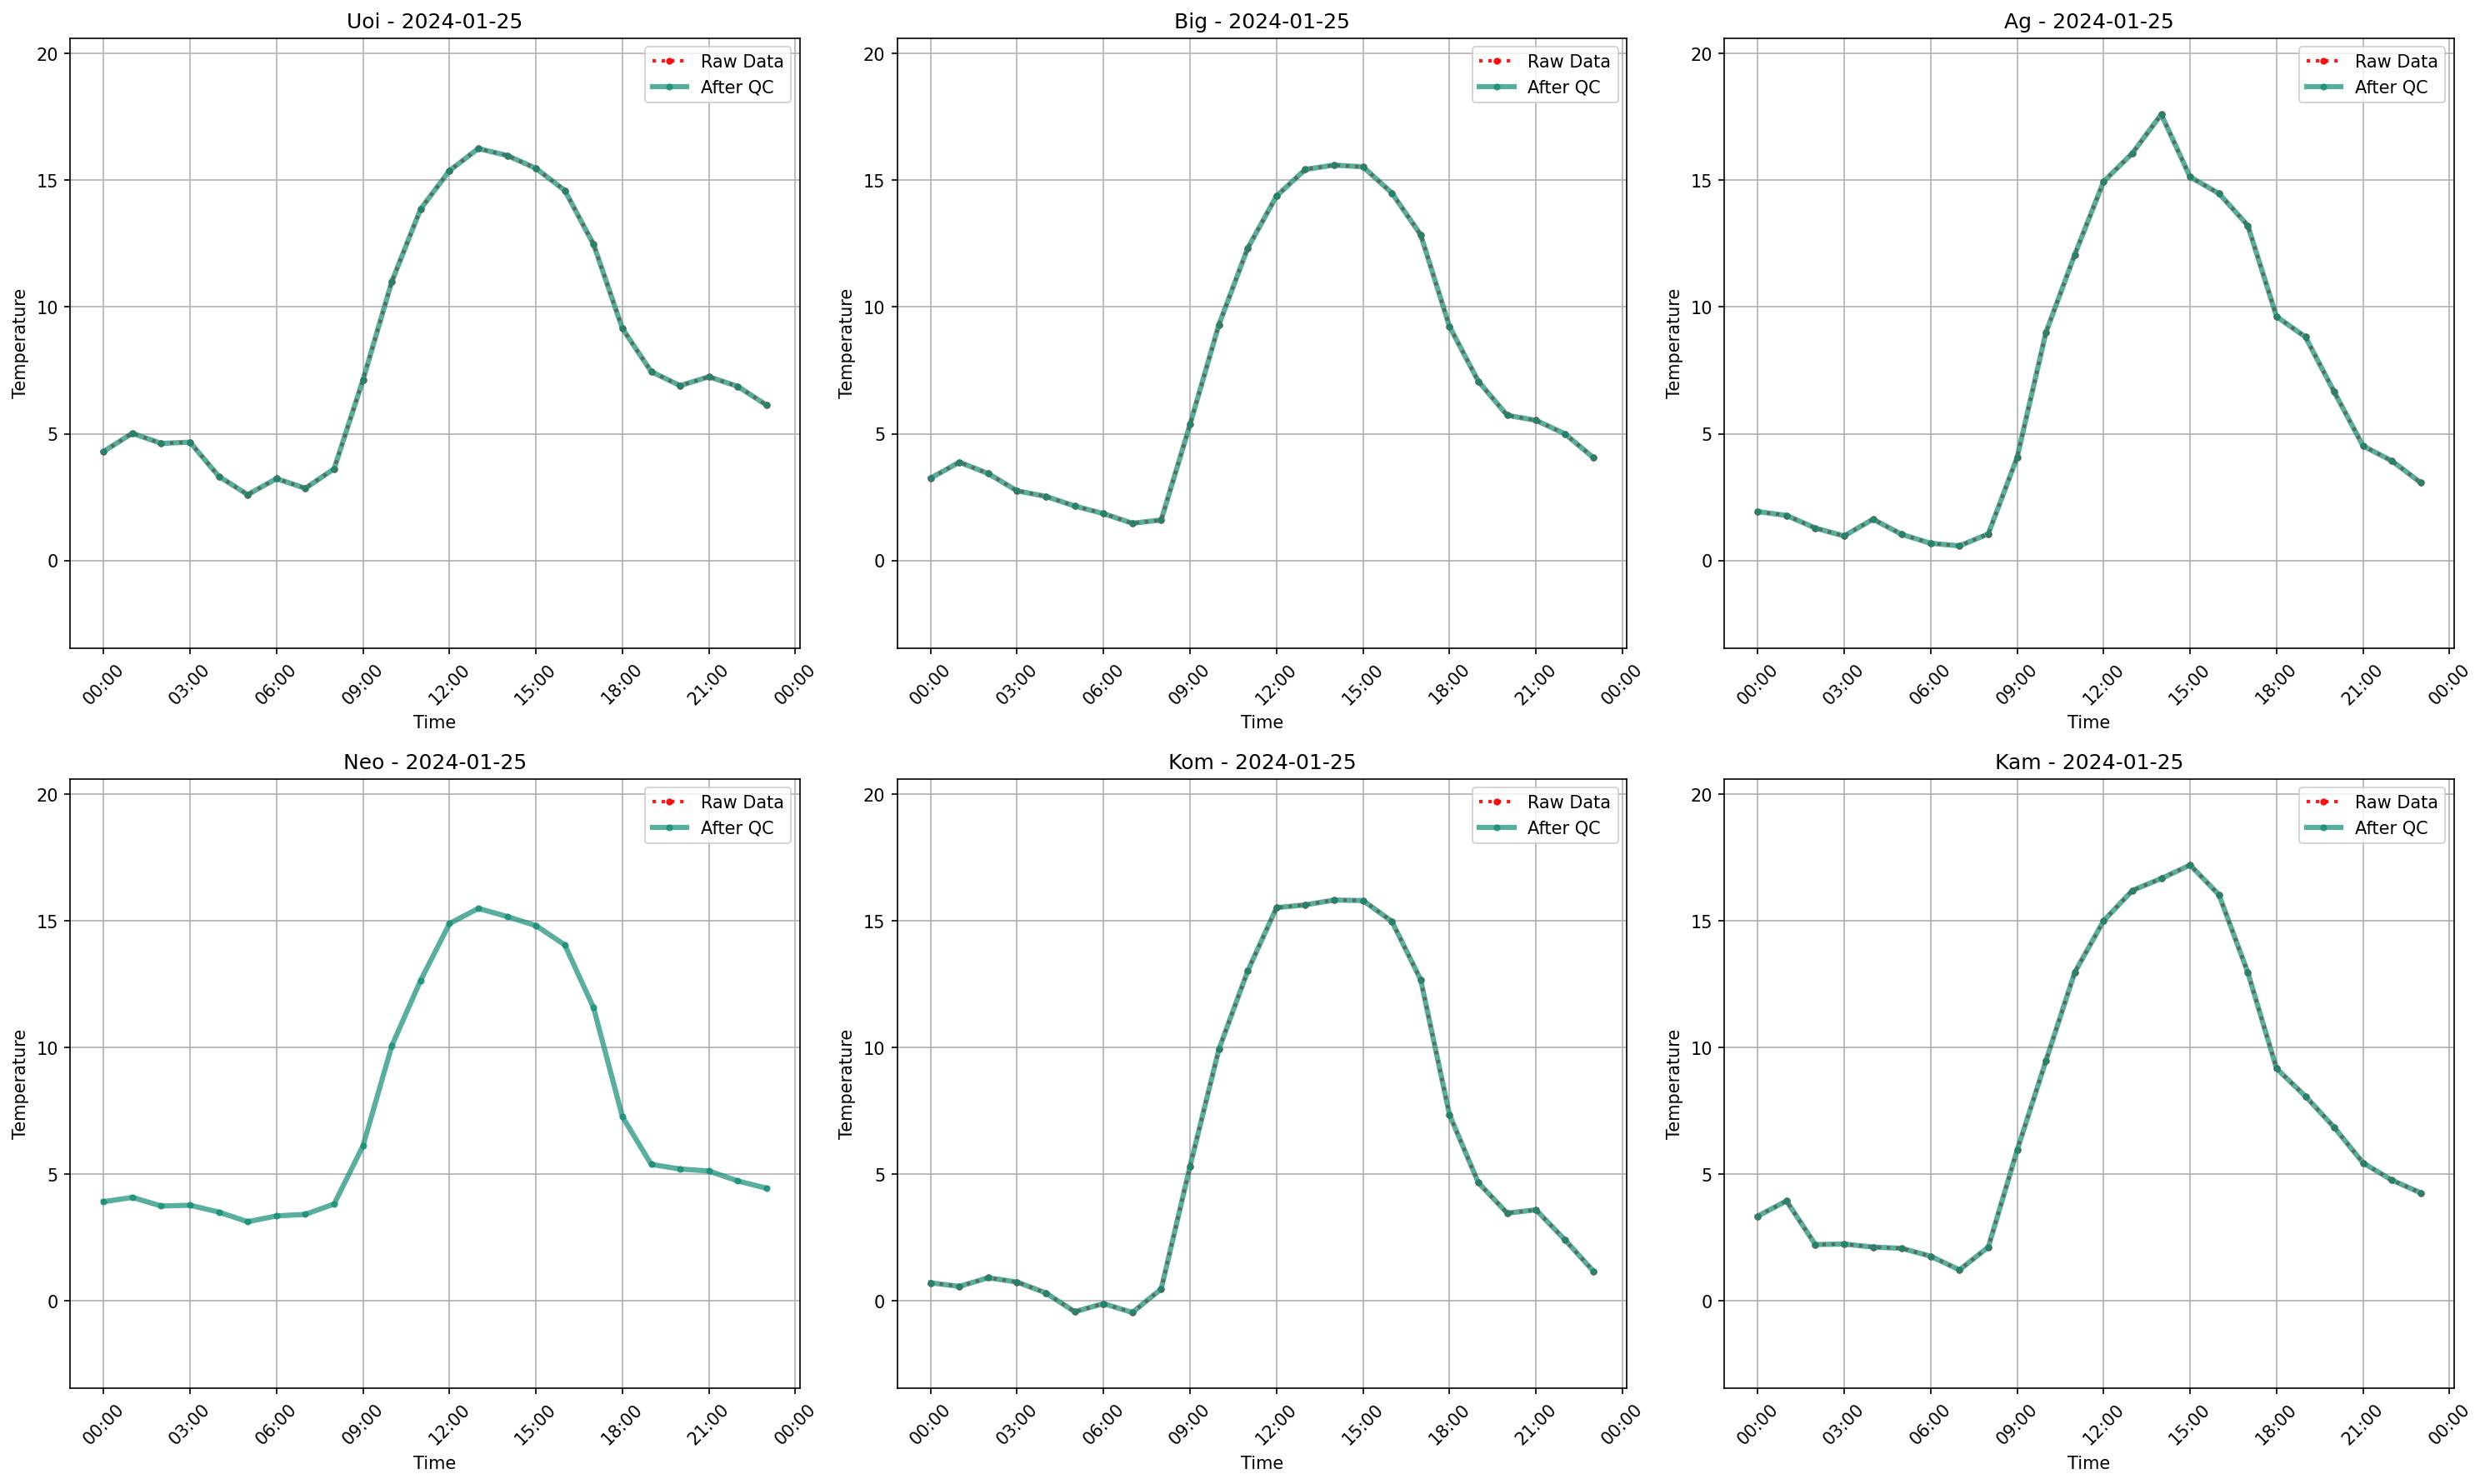 Uoi - 2024-01-25
20
15
10
5
0
Temperature
Raw Data
After QC
00:00
03:00
06:00
09:00
12:00
15:00
18:00
21:00
00:00
Time
Big - 2024-01-25
20
15
10
5
0
Temperature
Raw Data
After QC
00:00
03:00
06:00
09:00
12:00
15:00
18:00
21:00
00:00
Time
Ag - 2024-01-25
20
15
10
5
0
Temperature
Raw Data
After QC
00:00
03:00
06:00
09:00
12:00
15:00
18:00
21:00
00:00
Time
Neo - 2024-01-25
20
15
10
5
0
Temperature
Raw Data
After QC
00:00
03:00
06:00
09:00
12:00
15:00
18:00
21:00
00:00
Time
Kom - 2024-01-25
20
15
10
5
0
Temperature
Raw Data
After QC
00:00
03:00
06:00
09:00
12:00
15:00
18:00
21:00
00:00
Time
Kam - 2024-01-25
20
15
10
5
0
Temperature
Raw Data
After QC
00:00
03:00
06:00
09:00
12:00
15:00
18:00
21:00
00:00
Time